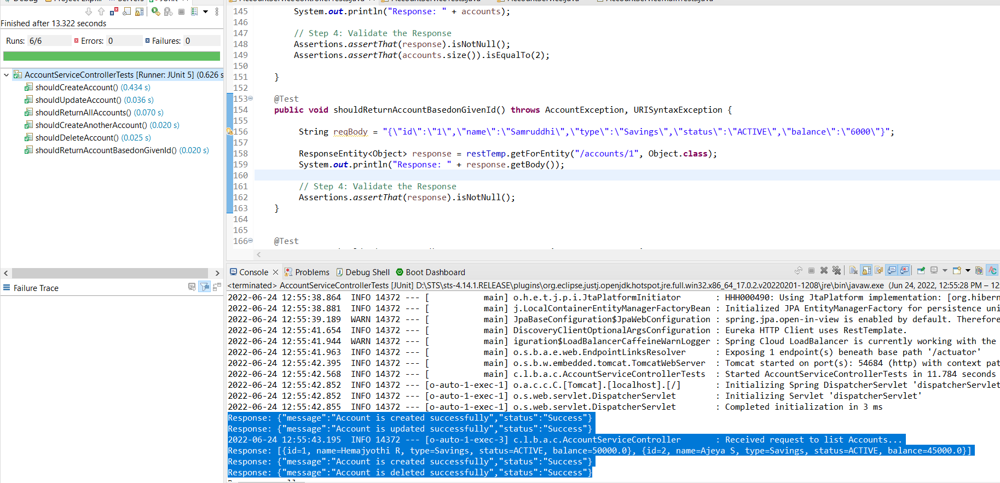 Debug Project Expl... Servers JUnit
Finished after 13.322 seconds
Runs: 6/6 Errors: 0 Failures: 0
AccountServiceControllerTests [Runner: JUnit 5] (0.626 s
shouldCreateAccount() (0.434 s)
shouldUpdateAccount() (0.036 s)
shouldReturnAllAccounts() (0.070 s)
shouldCreateAnotherAccount() (0.020 s)
shouldDeleteAccount() (0.025 s)
shouldReturnAccountBasedonGivenId() (0.020 s)
Failure Trace
145 System.out.println("Response: " + accounts);
146
147 // Step 4: Validate the Response
148 Assertions.assertThat(response).isNotNull();
149 Assertions.assertThat(accounts.size()).isEqualTo(2);
150
151 }
152
153 @Test
154 public void shouldReturnAccountBasedonGivenId() throws AccountException, URISyntaxException {
155
156 String reqBody = "{\"id\":\"1\",\"name\":\"Samruddhi\",\"type\":\"Savings\",\"status\":\"ACTIVE\",\"balance\":\"6000\"}";
157
158 ResponseEntity<Object> response = restTemp.getForEntity("/accounts/1", Object.class);
159 System.out.println("Response: " + response.getBody());
160
161 // Step 4: Validate the Response
162 Assertions.assertThat(response).isNotNull();
163 }
164
165
166 @Test
Console Problems Debug Shell Boot Dashboard
<terminated> AccountServiceControllerTests [JUnit] D:\STS\sts-4.14.1.RELEASE\plugins\org.eclipse.justj.openjdk.hotspot.jre.full.win32.x86_64_17.0.2.v20220201-1208\jre\bin\javaw.exe (Jun 24, 2022, 12:55:28 PM – 12:
2022-06-24 12:55:38.864 INFO 14372 --- [ main] o.h.e.t.j.p.i.JtaPlatformInitiator : HHH000490: Using JtaPlatform implementation: [org.hibern
2022-06-24 12:55:38.881 INFO 14372 --- [ main] j.LocalContainerEntityManagerFactoryBean : Initialized JPA EntityManagerFactory for persistence uni
2022-06-24 12:55:39.189 WARN 14372 --- [ main] JpaBaseConfiguration$JpaWebConfiguration : spring.jpa.open-in-view is enabled by default. Therefore
2022-06-24 12:55:41.654 INFO 14372 --- [ main] DiscoveryClientOptionalArgsConfiguration : Eureka HTTP Client uses RestTemplate.
2022-06-24 12:55:41.944 WARN 14372 --- [ main] iguration$LoadBalancerCaffeineWarnLogger : Spring Cloud LoadBalancer is currently working with the
2022-06-24 12:55:41.963 INFO 14372 --- [ main] o.s.b.a.e.web.EndpointLinksResolver : Exposing 1 endpoint(s) beneath base path '/actuator'
2022-06-24 12:55:42.395 INFO 14372 --- [ main] o.s.b.w.embedded.tomcat.TomcatWebServer : Tomcat started on port(s): 54684 (http) with context pat
2022-06-24 12:55:42.568 INFO 14372 --- [ main] c.l.b.a.c.AccountServiceControllerTests : Started AccountServiceControllerTests in 11.784 seconds
2022-06-24 12:55:42.852 INFO 14372 --- [o-auto-1-exec-1] o.a.c.c.C.[Tomcat].[localhost].[/] : Initializing Spring DispatcherServlet 'dispatcherServlet
2022-06-24 12:55:42.852 INFO 14372 --- [o-auto-1-exec-1] o.s.web.servlet.DispatcherServlet : Initializing Servlet 'dispatcherServlet'
2022-06-24 12:55:42.855 INFO 14372 --- [o-auto-1-exec-1] o.s.web.servlet.DispatcherServlet : Completed initialization in 3 ms
Response: {"message":"Account is created successfully","status":"Success"}
Response: {"message":"Account is updated successfully","status":"Success"}
2022-06-24 12:55:43.195 INFO 14372 --- [o-auto-1-exec-3] c.l.b.a.c.AccountServiceController : Received request to list Accounts...
Response: [{id=1, name=Hemajyothi R, type=Savings, status=ACTIVE, balance=50000.0}, {id=2, name=Ajeya S, type=Savings, status=ACTIVE, balance=45000.0}]
Response: {"message":"Account is created successfully","status":"Success"}
Response: {"message":"Account is deleted successfully","status":"Success"}